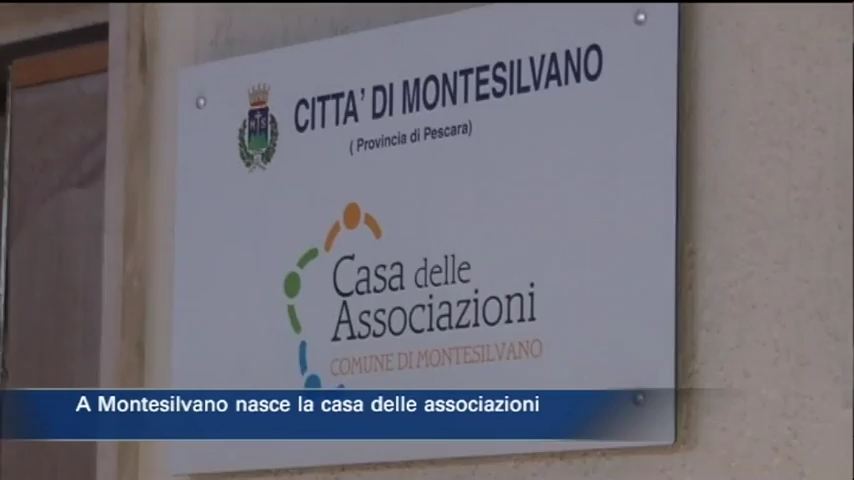 CITTA' DI MONTESILVANO
( Provincia di Pescara)
Casa delle
Associazioni
COMUNE DI MONTESILVANO
A Montesilvano nasce la casa delle associazioni